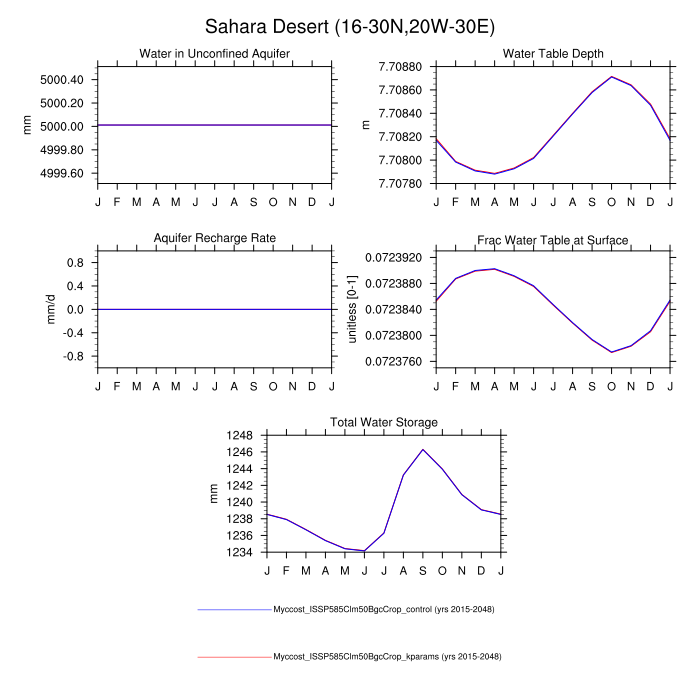 Sahara Desert (16-30N,20W-30E)
Water in Unconfined Aquifer
mm
5000.40
5000.20
5000.00
4999.80
4999.60
J F M A M J J A S O N D J
Water Table Depth
m
7.70880
7.70860
7.70840
7.70820
7.70800
7.70780
J F M A M J J A S O N D J
Aquifer Recharge Rate
mm/d
0.8
0.4
0.0
-0.4
-0.8
J F M A M J J A S O N D J
Frac Water Table at Surface
unitless [0-1]
0.0723920
0.0723880
0.0723840
0.0723800
0.0723760
J F M A M J J A S O N D J
Total Water Storage
mm
1248
1246
1244
1242
1240
1238
1236
1234
J F M A M J J A S O N D J
Myccost_ISSP585Clm50BgcCrop_control (yrs 2015-2048)
Myccost_ISSP585Clm50BgcCrop_kparams (yrs 2015-2048)